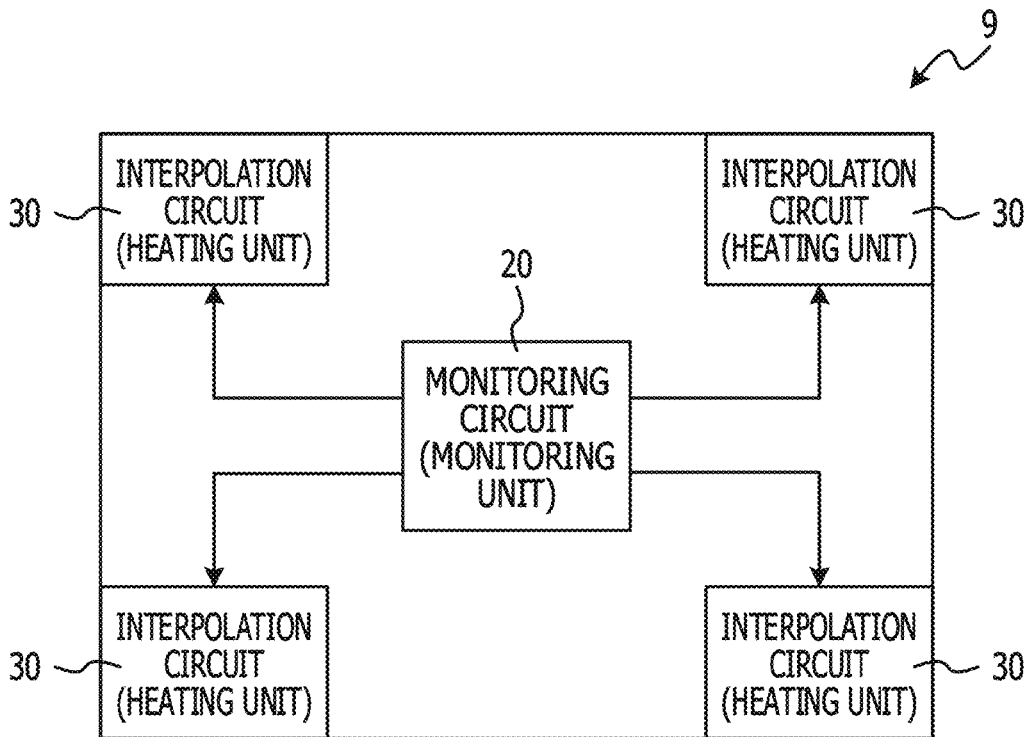 9
INTERPOLATION
CIRCUIT
(HEATING UNIT)
30
INTERPOLATION
CIRCUIT
(HEATING UNIT)
30
20
MONITORING
CIRCUIT
(MONITORING
UNIT)
INTERPOLATION
CIRCUIT
(HEATING UNIT)
30
INTERPOLATION
CIRCUIT
(HEATING UNIT)
30